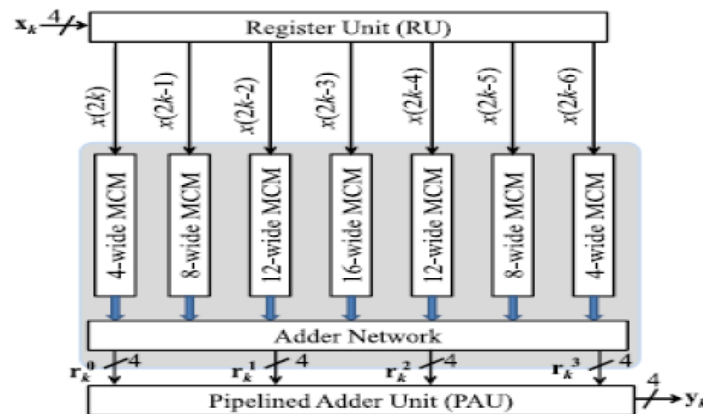 x_k 4 Register Unit (RU)
x(2k) x(2k-1) x(2k-2) x(2k-3) x(2k-4) x(2k-5) x(2k-6)
4-wide MCM 8-wide MCM 12-wide MCM 16-wide MCM 12-wide MCM 8-wide MCM 4-wide MCM
Adder Network
r_k^0 4 r_k^1 4 r_k^2 4 r_k^3 4
Pipelined Adder Unit (PAU) 4 y_k